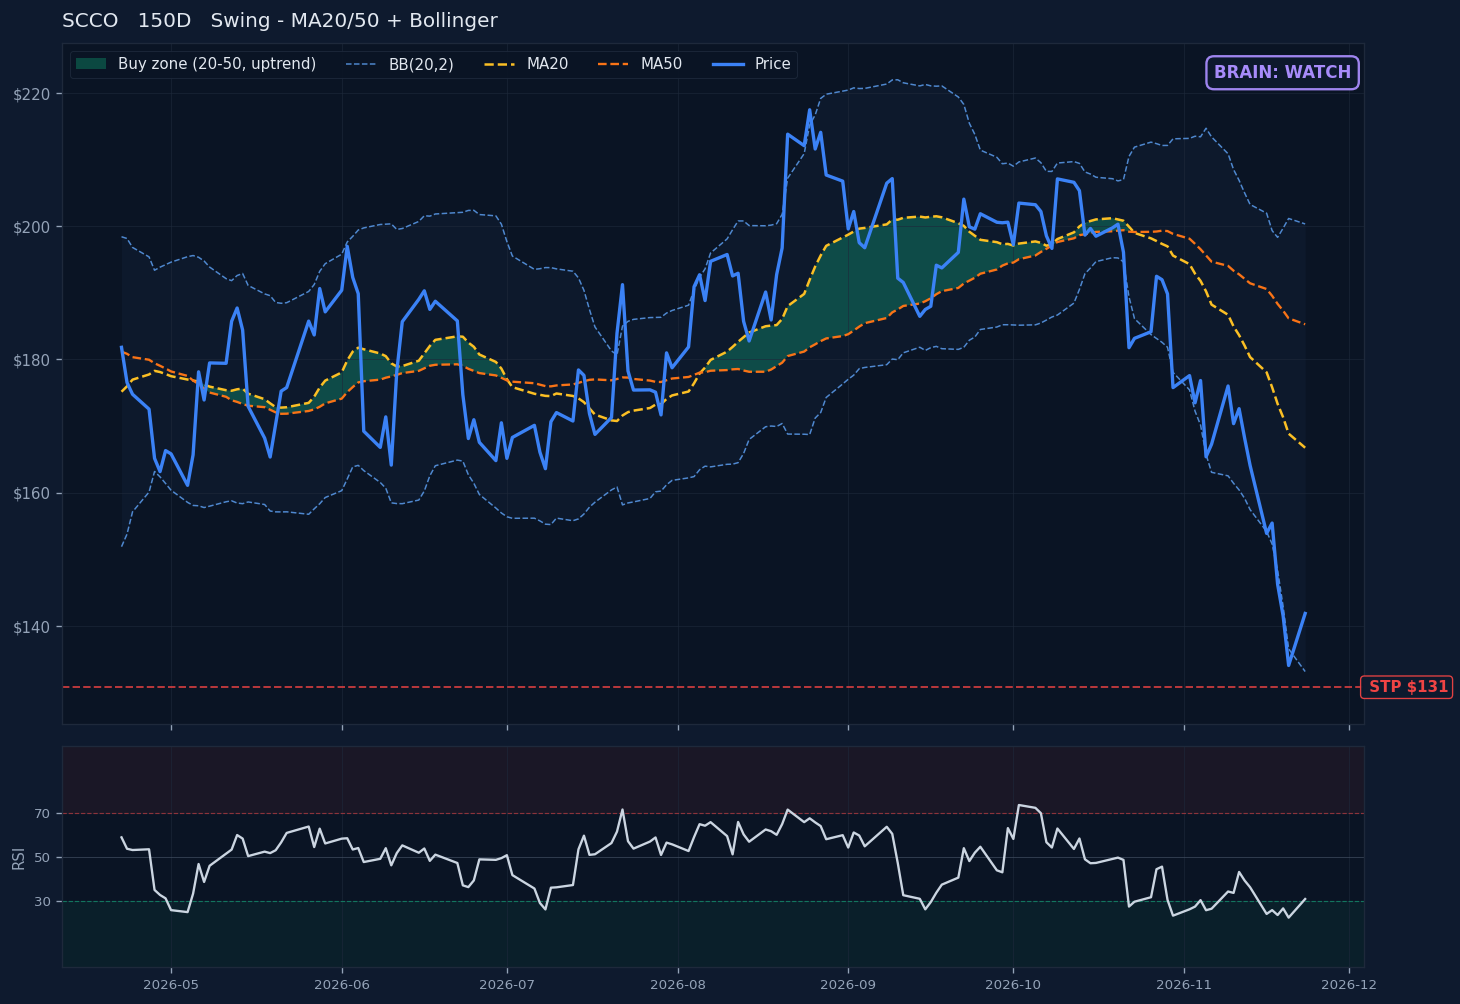 SCCO 150D Swing - MA20/50 + Bollinger
Buy zone (20-50, uptrend) BB(20,2) MA20 MA50 Price
BRAIN: WATCH
$220
$200
$180
$160
$140
STP $131
70
50
30
RSI
2026-05 2026-06 2026-07 2026-08 2026-09 2026-10 2026-11 2026-12